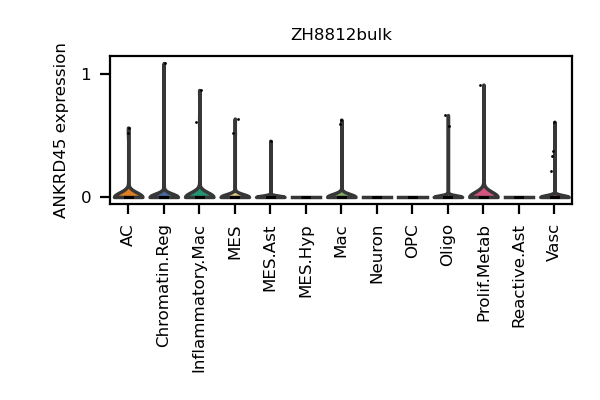 ZH8812bulk
ANKRD45 expression
1
0
AC
Chromatin.Reg
Inflammatory.Mac
MES
MES.Ast
MES.Hyp
Mac
Neuron
OPC
Oligo
Prolif.Metab
Reactive.Ast
Vasc